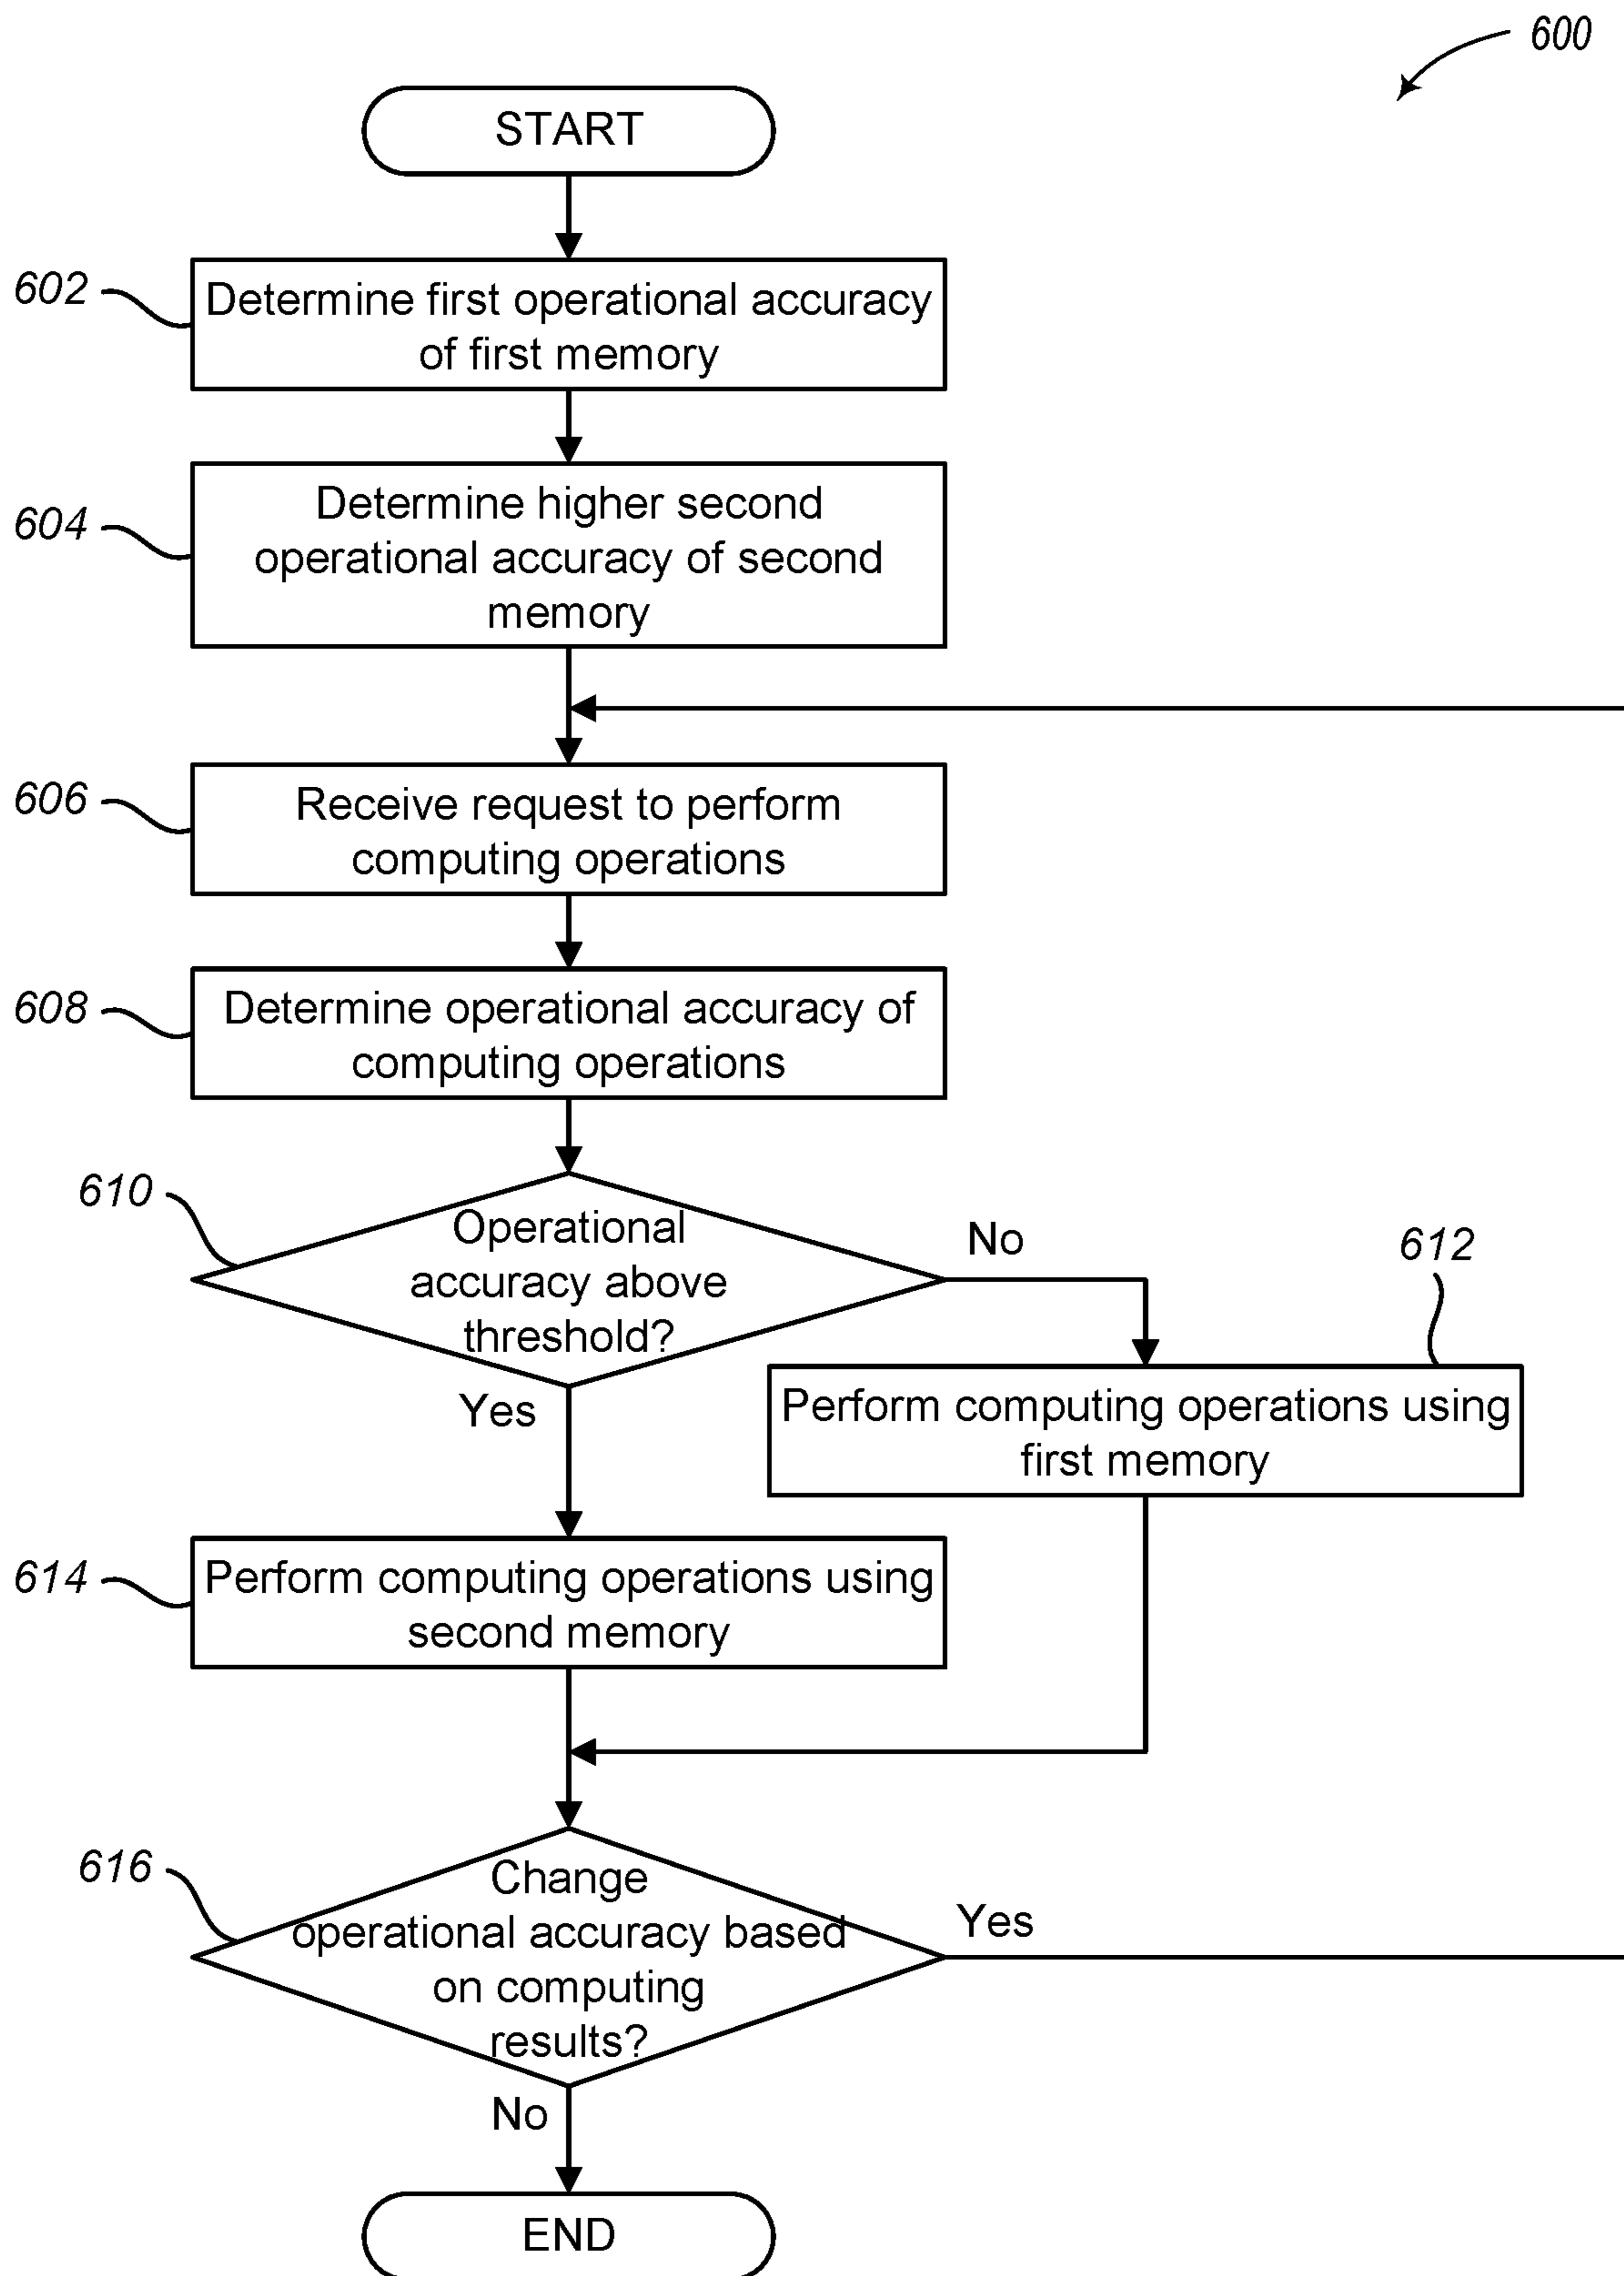 600
START
602
Determine first operational accuracy
of first memory
604
Determine higher second
operational accuracy of second
memory
606
Receive request to perform
computing operations
608
Determine operational accuracy of
computing operations
610
Operational
accuracy above
threshold?
No
612
Yes
Perform computing operations using
first memory
614
Perform computing operations using
second memory
616
Change
operational accuracy based
on computing
results?
Yes
No
END